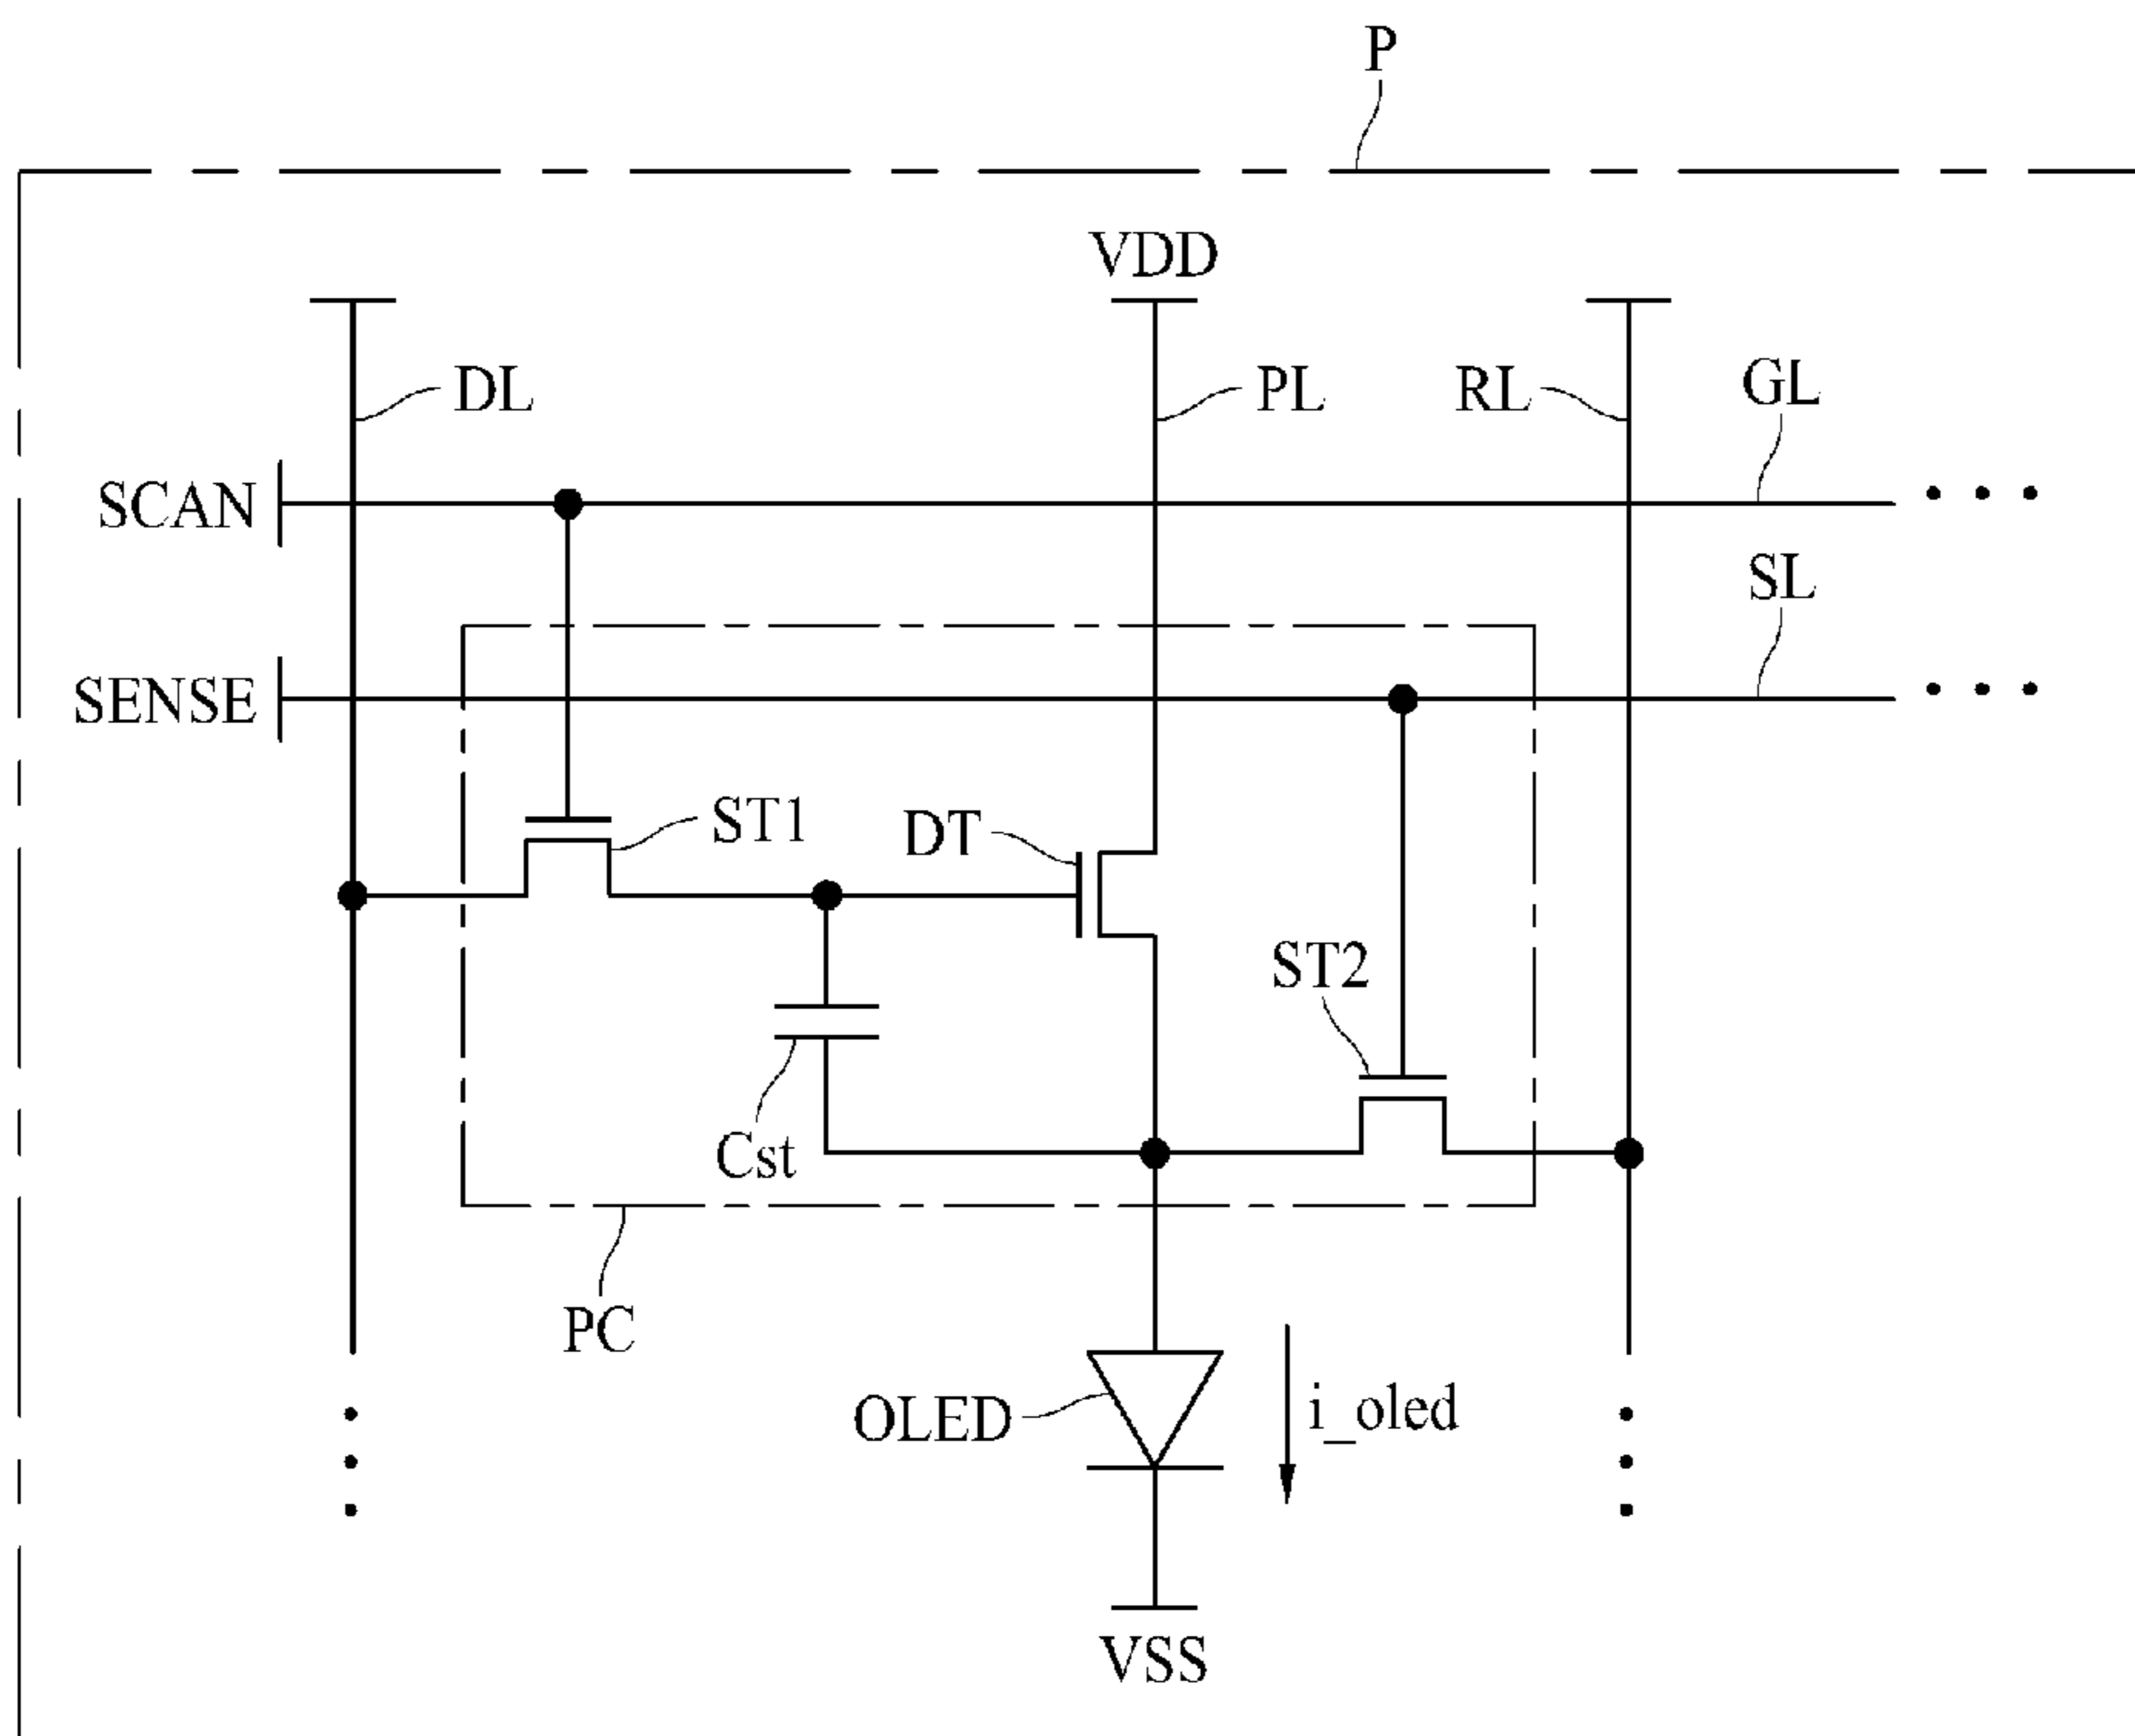 P
VDD
DL
PL
RL
GL
SCAN
SL
SENSE
ST1
DT
ST2
Cst
PC
OLED
i_oled
VSS